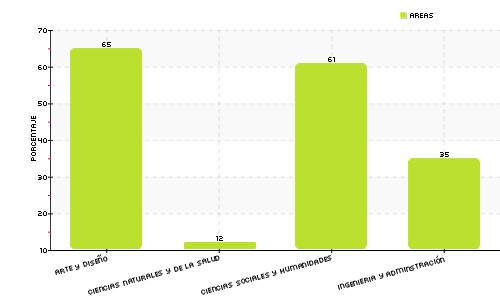 AREAS
70
65
60
61
50
40
35
30
20
12
10
PORCENTAJE
ARTE Y DISEÑO
CIENCIAS NATURALES Y DE LA SALUD
CIENCIAS SOCIALES Y HUMANIDADES
INGENIERIA Y ADMINSTRACIÓN